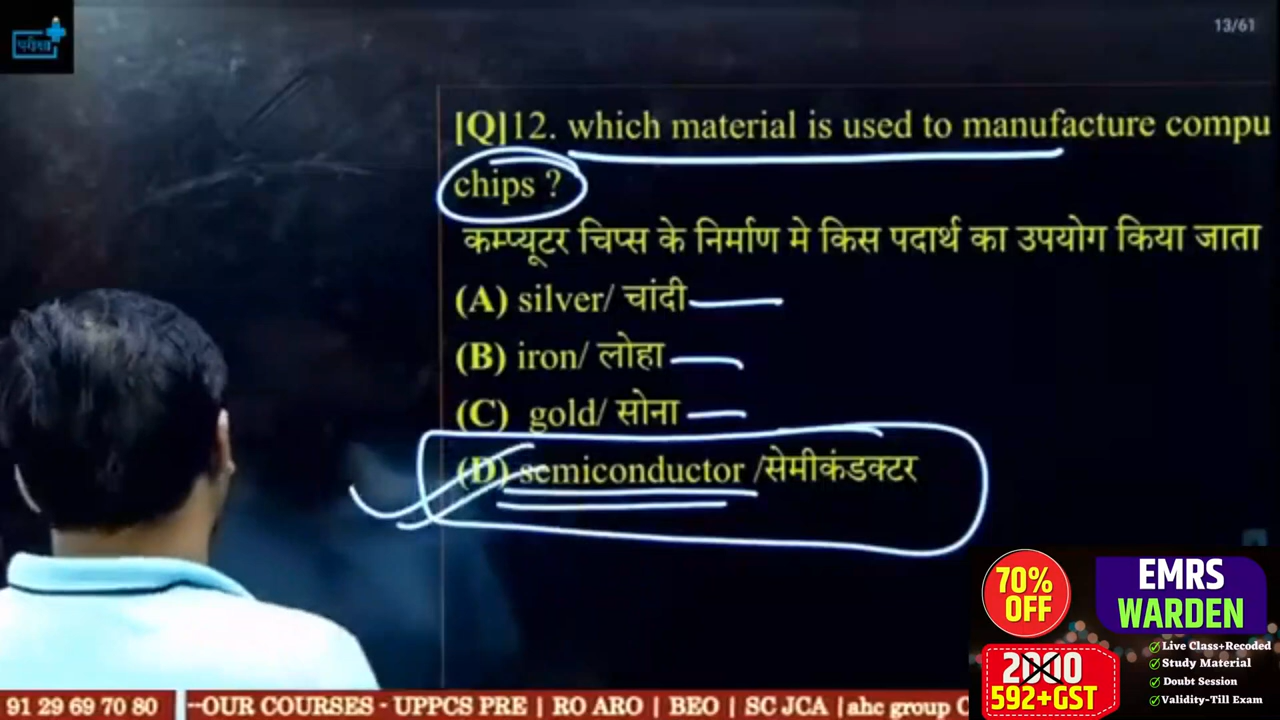 परीक्षा
13/61
[Q]12. which material is used to manufacture compu
chips ?
कम्प्यूटर चिप्स के निर्माण मे किस पदार्थ का उपयोग किया जाता
(A) silver/ चांदी
(B) iron/ लोहा
(C) gold/ सोना
(D) semiconductor /सेमीकंडक्टर
70%
OFF
EMRS
WARDEN
2000
592+GST
Live Class+Recoded
Study Material
Doubt Session
Validity-Till Exam
91 29 69 70 80
--OUR COURSES - UPPCS PRE | RO ARO | BEO | SC JCA | ahc group C